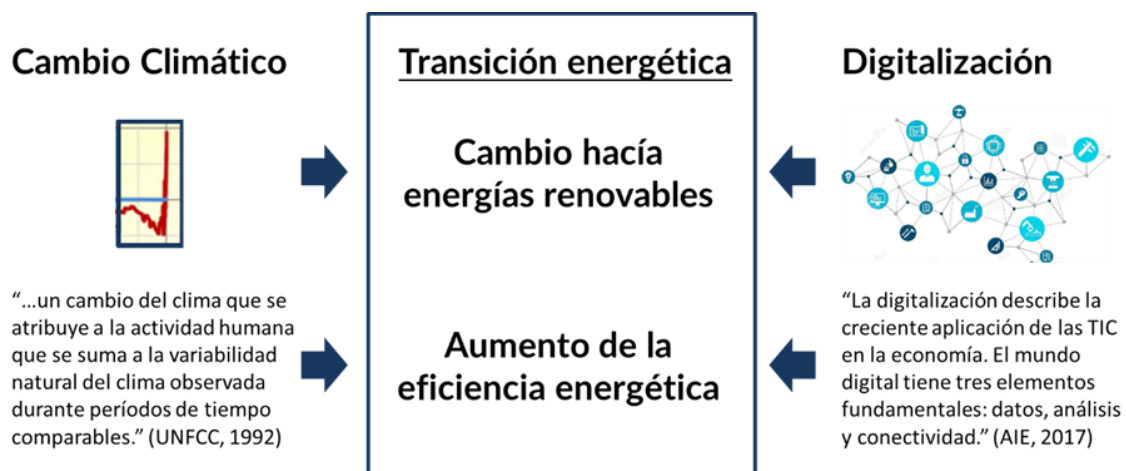 Cambio Climático
“...un cambio del clima que se
atribuye a la actividad humana
que se suma a la variabilidad
natural del clima observada
durante períodos de tiempo
comparables.” (UNFCC, 1992)
Transición energética
Cambio hacía
energías renovables
Aumento de la
eficiencia energética
Digitalización
“La digitalización describe la
creciente aplicación de las TIC
en la economía. El mundo
digital tiene tres elementos
fundamentales: datos, análisis
y conectividad.” (AIE, 2017)